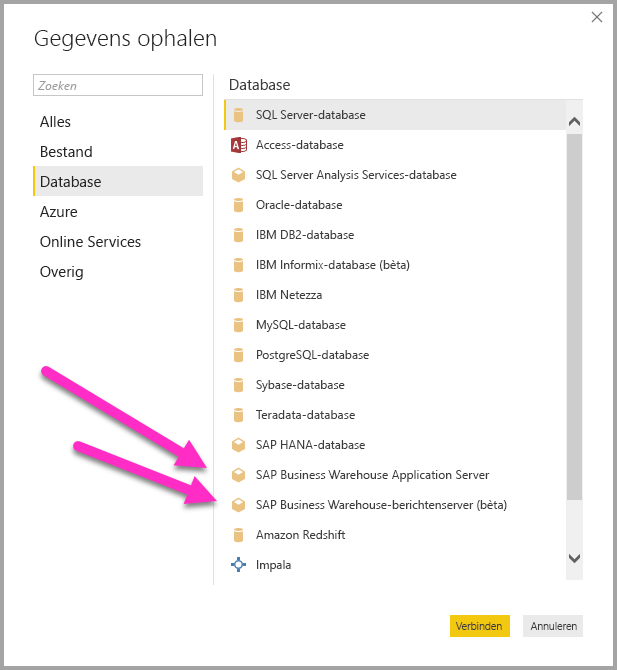 Gegevens ophalen
Zoeken
Alles
Bestand
Database
Azure
Online Services
Overig
Database
SQL Server-database
Access-database
SQL Server Analysis Services-database
Oracle-database
IBM DB2-database
IBM Informix-database (bèta)
IBM Netezza
MySQL-database
PostgreSQL-database
Sybase-database
Teradata-database
SAP HANA-database
SAP Business Warehouse Application Server
SAP Business Warehouse-berichtenserver (bèta)
Amazon Redshift
Impala
Verbinden
Annuleren